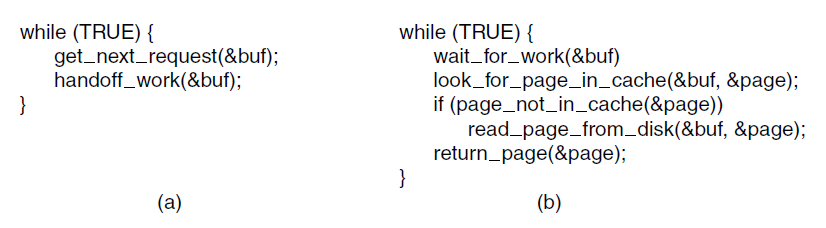 while (TRUE) {
get_next_request(&buf);
handoff_work(&buf);
}
(a)
while (TRUE) {
wait_for_work(&buf)
look_for_page_in_cache(&buf, &page);
if (page_not_in_cache(&page))
read_page_from_disk(&buf, &page);
return_page(&page);
}
(b)